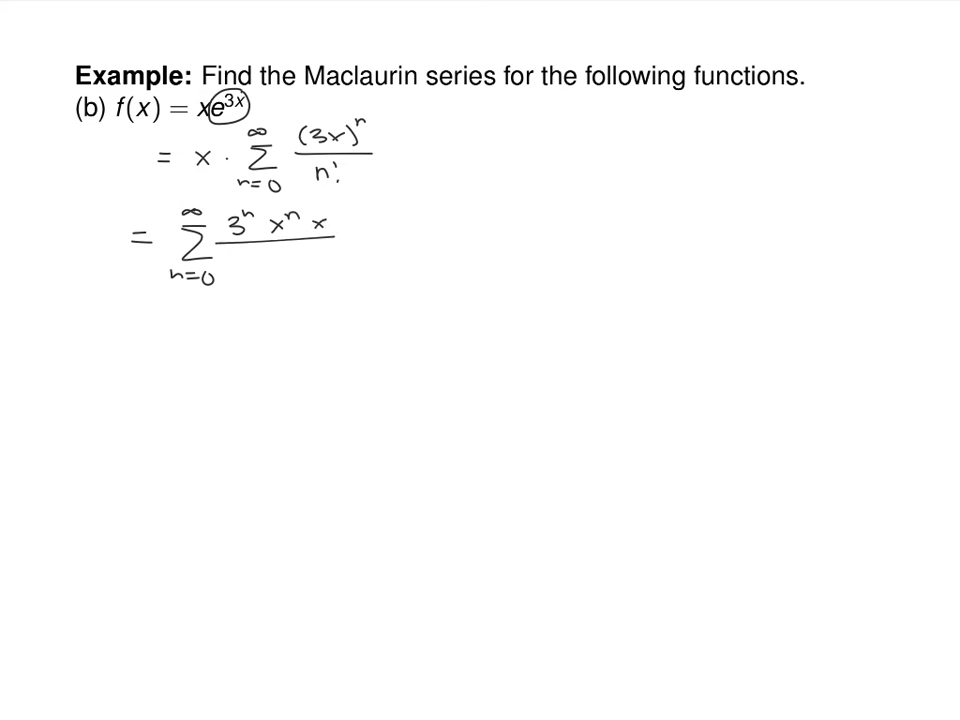 Example: Find the Maclaurin series for the following functions.
(b) f(x) = xe^{3x}
= x · ∑_{n=0}^{∞} (3x)^n / n!
= ∑_{n=0}^{∞} 3^n x^n x